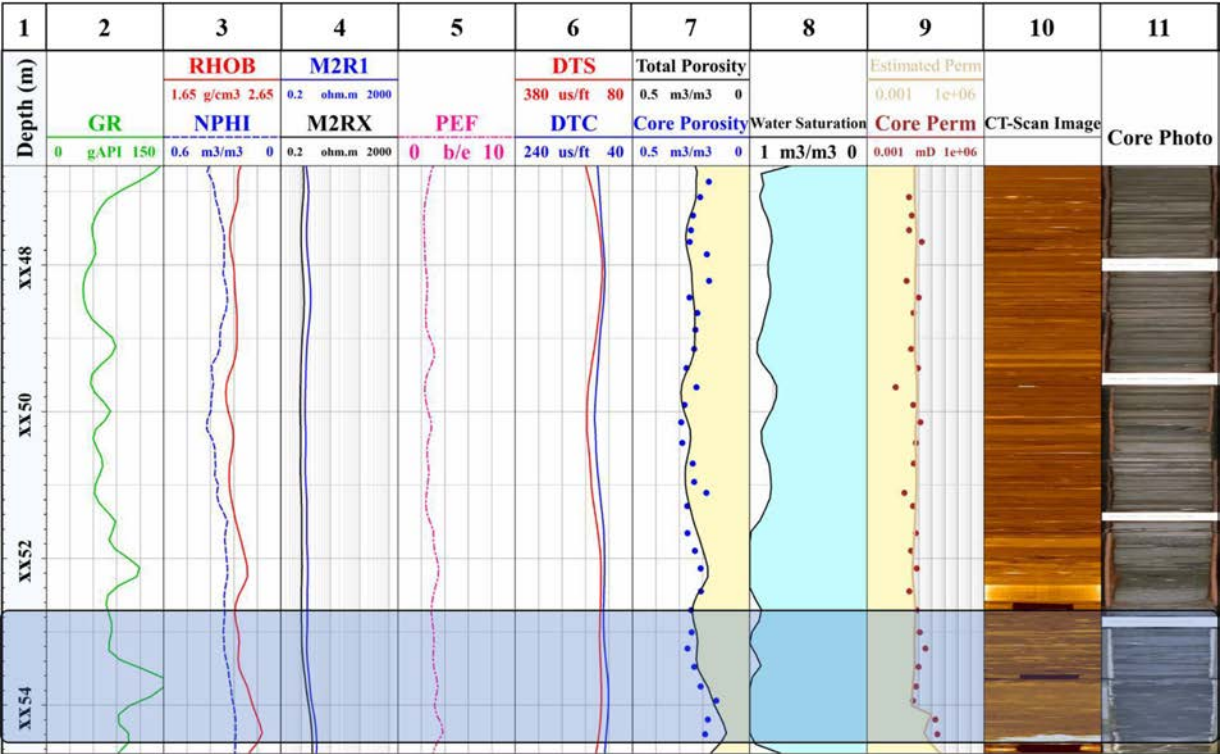 1 2 3 4 5 6 7 8 9 10 11
Depth (m)
GR
0 gAPI 150
RHOB
1.65 g/cm3 2.65
NPHI
0.6 m3/m3 0
M2R1
0.2 ohm.m 2000
M2RX
0.2 ohm.m 2000
PEF
0 b/e 10
DTS
380 us/ft 80
DTC
240 us/ft 40
Total Porosity
0.5 m3/m3 0
Core Porosity
0.5 m3/m3 0
Water Saturation
1 m3/m3 0
Estimated Perm
0.001 1e+06
Core Perm
0.001 mD 1e+06
CT-Scan Image
Core Photo
XX48
XX50
XX52
XX54